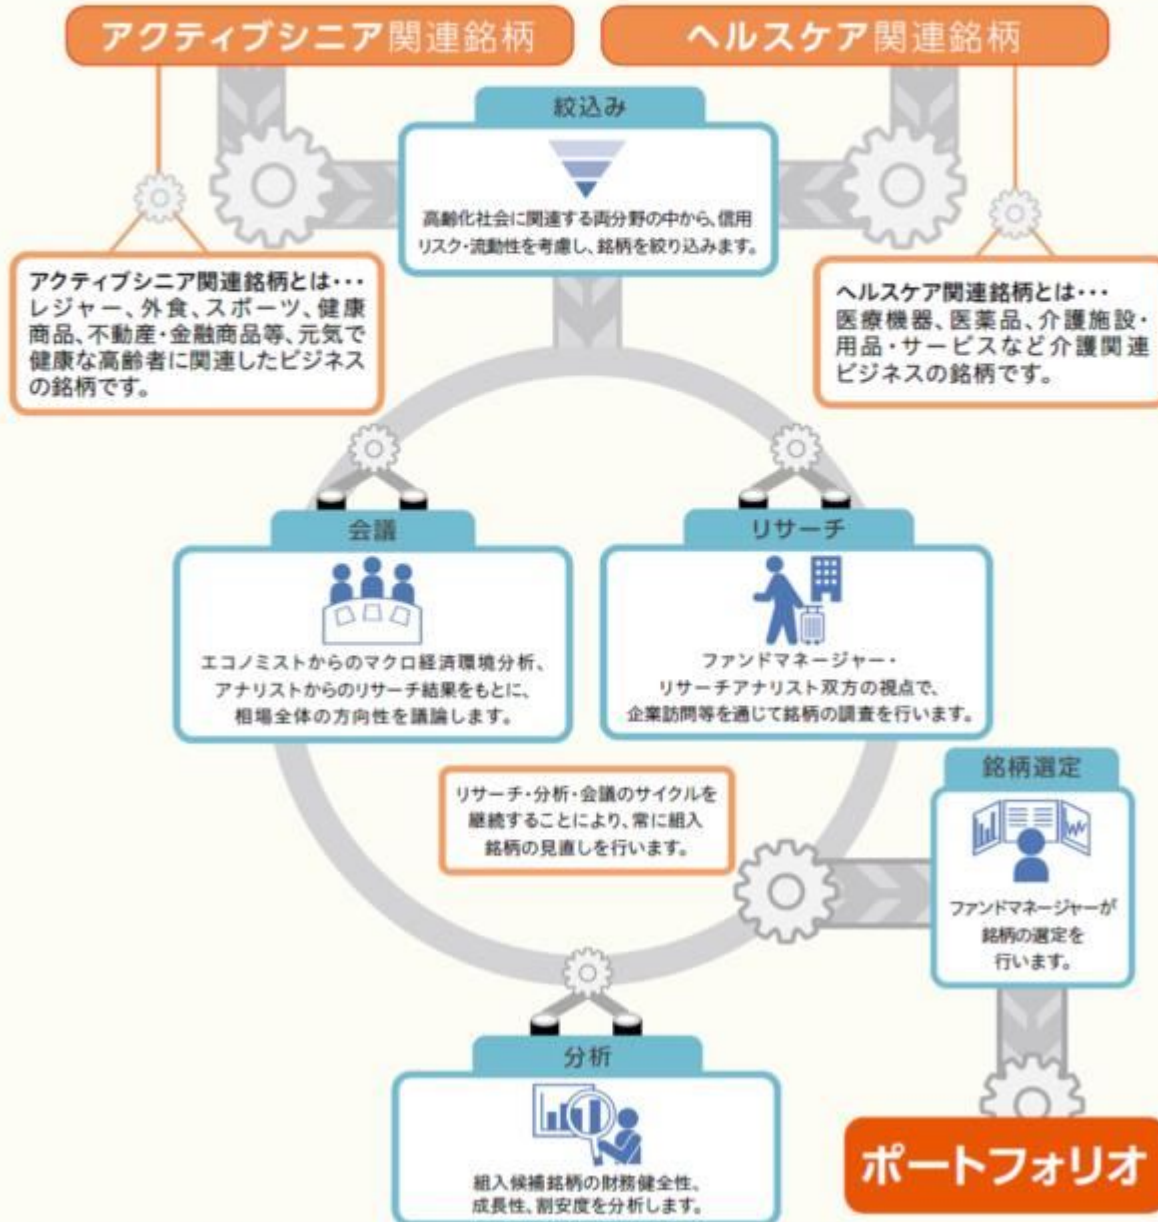 アクティブシニア関連銘柄
ヘルスケア関連銘柄
絞込み
高齢化社会に関連する両分野の中から、信用
リスク・流動性を考慮し、銘柄を絞り込みます。
アクティブシニア関連銘柄とは・・・
レジャー、外食、スポーツ、健康
商品、不動産・金融商品等、元気で
健康な高齢者に関連したビジネス
の銘柄です。
ヘルスケア関連銘柄とは・・・
医療機器、医薬品、介護施設・
用品・サービスなど介護関連
ビジネスの銘柄です。
会議
エコノミストからのマクロ経済環境分析、
アナリストからのリサーチ結果をもとに、
相場全体の方向性を議論します。
リサーチ
ファンドマネージャー・
リサーチアナリスト双方の視点で、
企業訪問等を通じて銘柄の調査を行います。
リサーチ・分析・会議のサイクルを
継続することにより、常に組入
銘柄の見直しを行います。
銘柄選定
ファンドマネージャーが
銘柄の選定を
行います。
分析
組入候補銘柄の財務健全性、
成長性、割安度を分析します。
ポートフォリオ